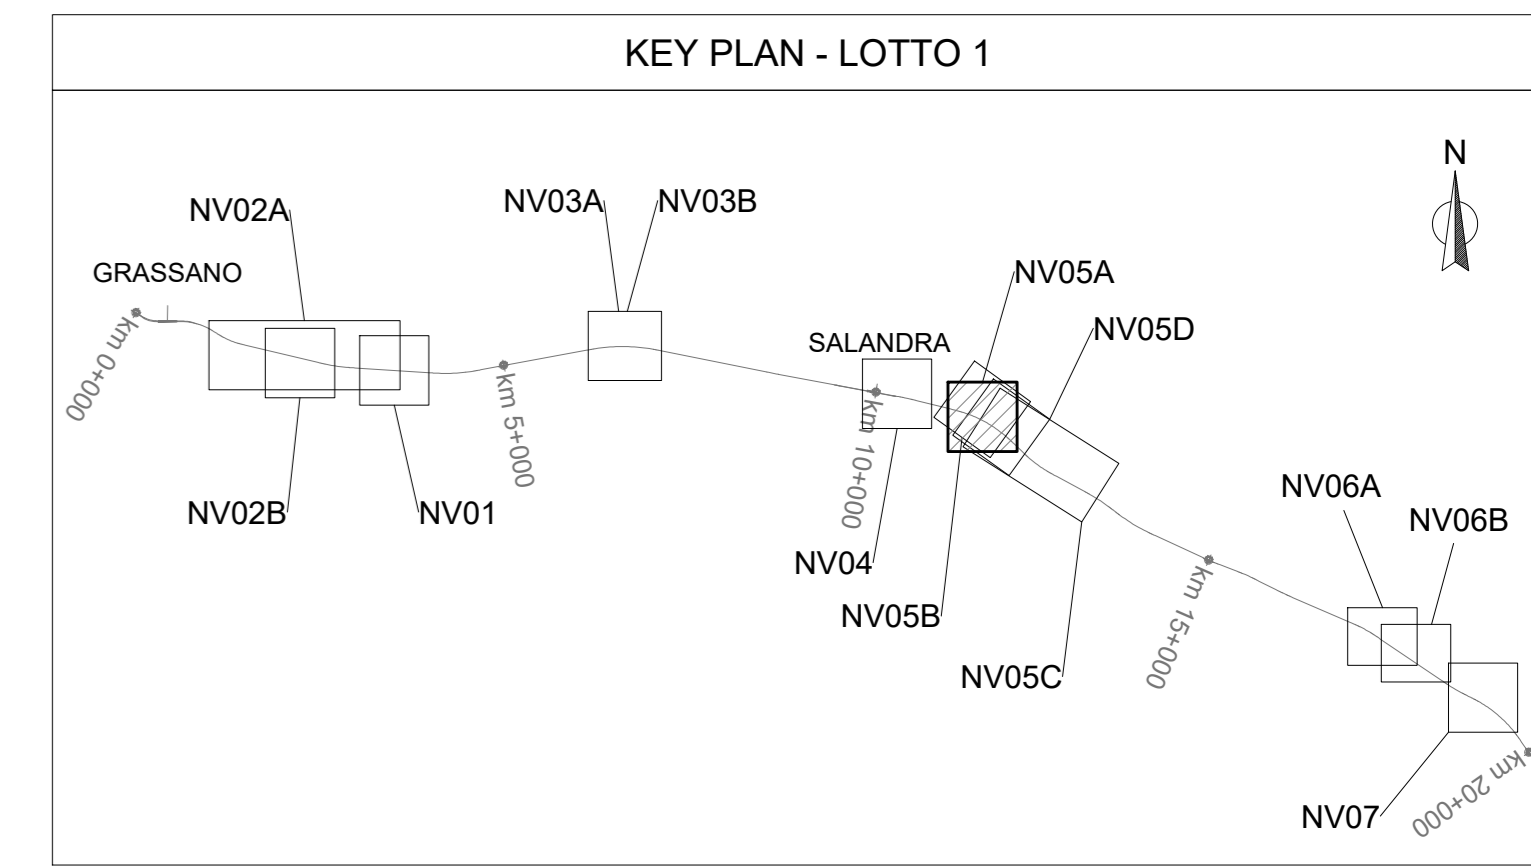 KEY PLAN - LOTTO 1
N
NV02A
NV03A
NV03B
GRASSANO
NV05A
NV05D
SALANDRA
km 0+000
km 5+000
km 10+000
NV02B
NV01
NV04
NV05B
NV05C
NV06A
NV06B
km 15+000
NV07
km 20+000